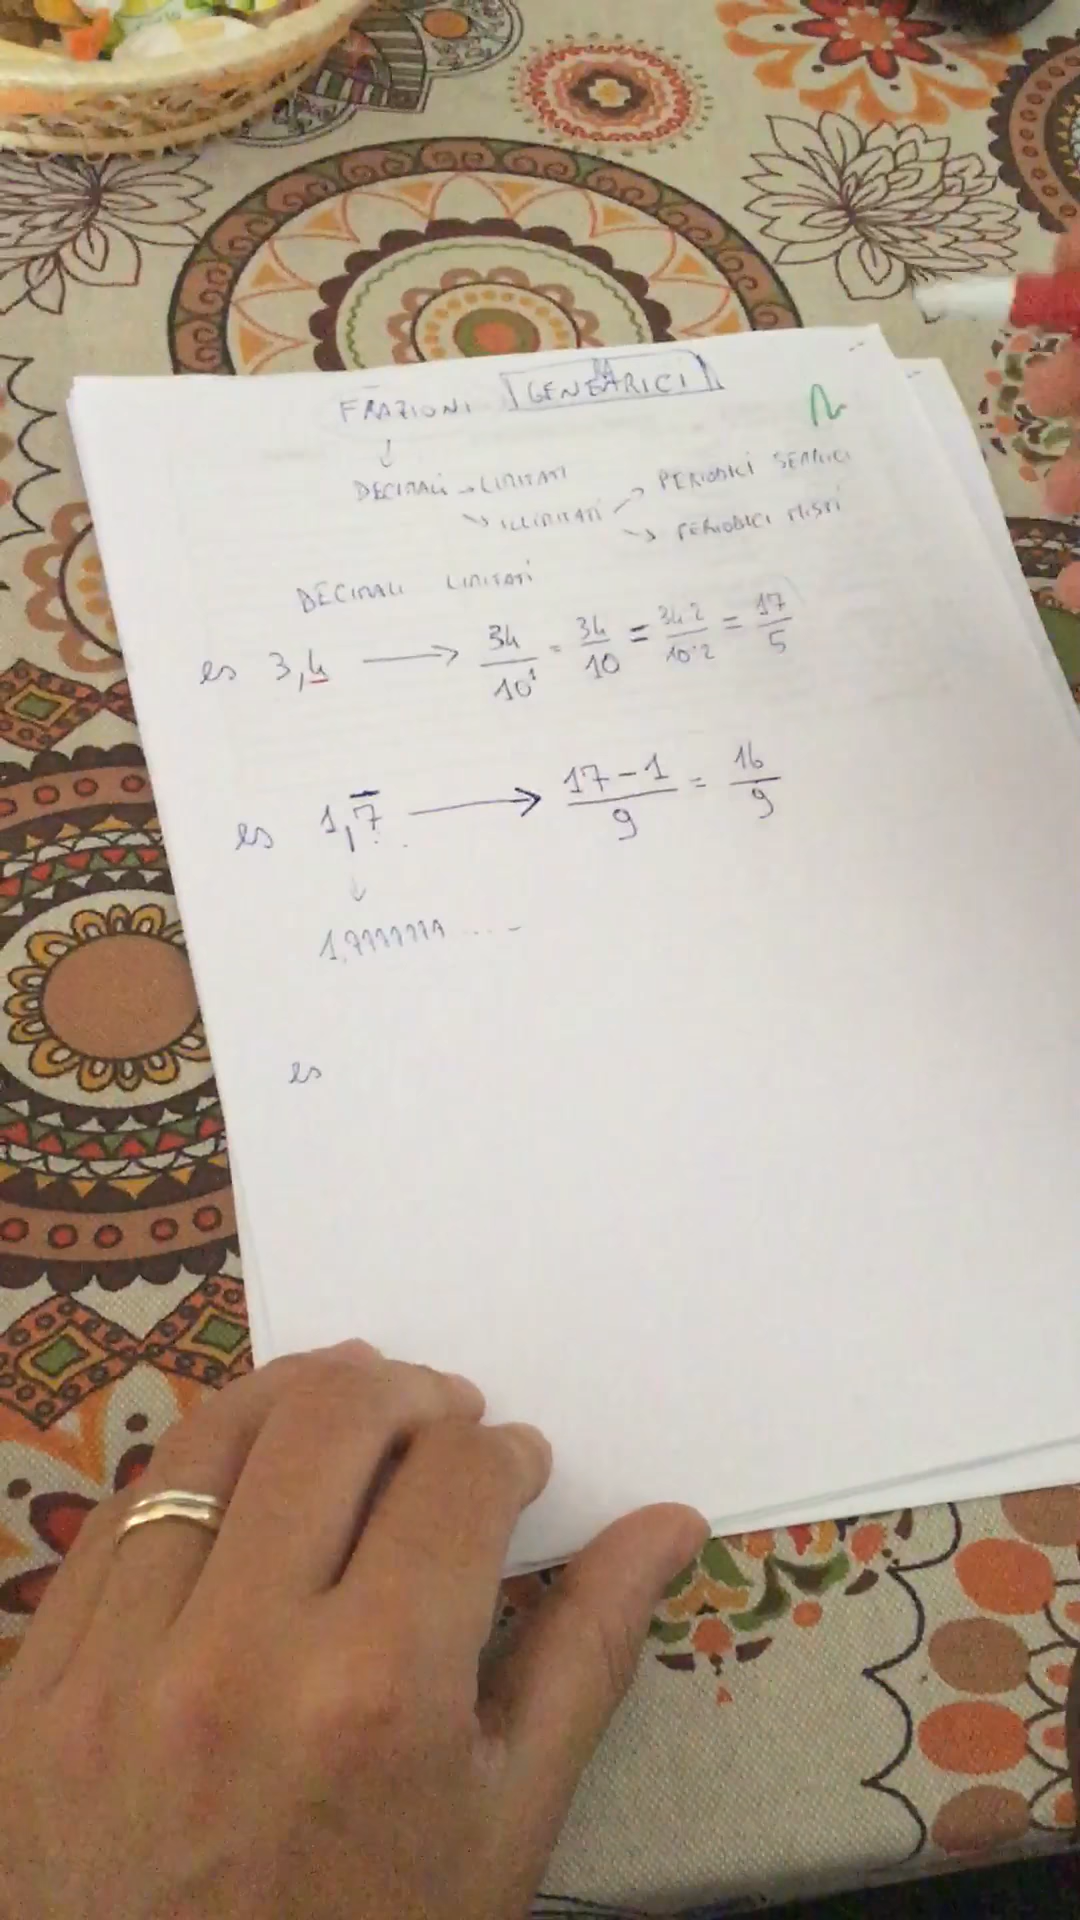 FRAZIONI GENERATRICI
↓
DECIMALI → LIMITATI
↘ ILLIMITATI ↗ PERIODICI SEMPLICI
↘ PERIODICI MISTI
DECIMALI LIMITATI
es 3,4 → 34/10¹ = 34/10 = 34:2/10:2 = 17/5
es 1,7̅ → 17-1/9 = 16/9
↓
1,7777777 ....
es